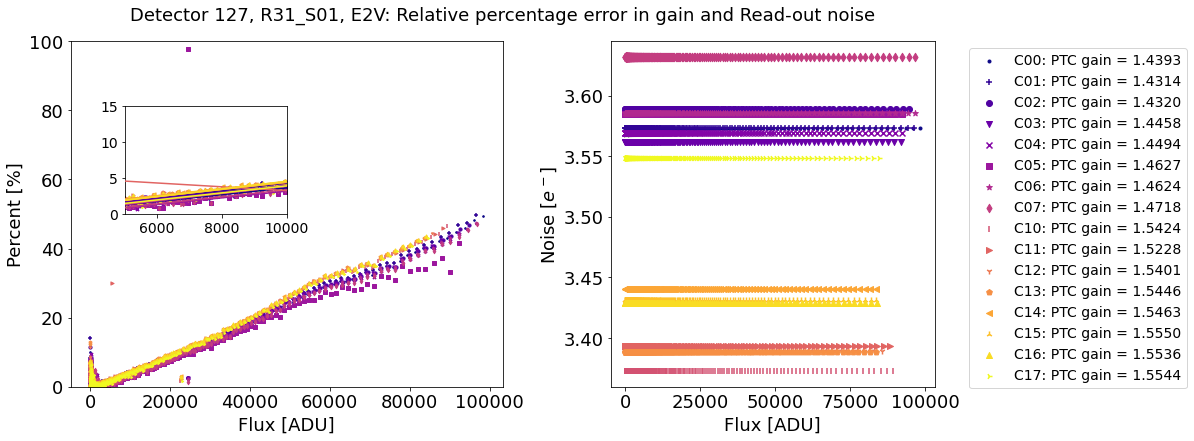 Detector 127, R31_S01, E2V: Relative percentage error in gain and Read-out noise
100
80
60
40
20
0
Percent [%]
15
10
5
0
6000 8000 10000
0 20000 40000 60000 80000 100000
Flux [ADU]
3.60
3.55
3.50
3.45
3.40
Noise [e⁻]
0 25000 50000 75000 100000
Flux [ADU]
C00: PTC gain = 1.4393
C01: PTC gain = 1.4314
C02: PTC gain = 1.4320
C03: PTC gain = 1.4458
C04: PTC gain = 1.4494
C05: PTC gain = 1.4627
C06: PTC gain = 1.4624
C07: PTC gain = 1.4718
C10: PTC gain = 1.5424
C11: PTC gain = 1.5228
C12: PTC gain = 1.5401
C13: PTC gain = 1.5446
C14: PTC gain = 1.5463
C15: PTC gain = 1.5550
C16: PTC gain = 1.5536
C17: PTC gain = 1.5544